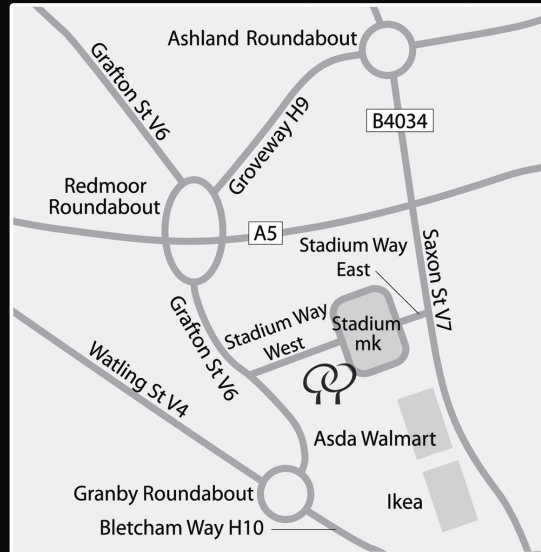 Ashland Roundabout
Grafton St V6
Groveway H9
B4034
Redmoor
Roundabout
A5
Stadium Way
East
Saxon St V7
Grafton St V6
Stadium Way
West
Stadium
mk
Watling St V4
Asda Walmart
Granby Roundabout
Ikea
Bletcham Way H10